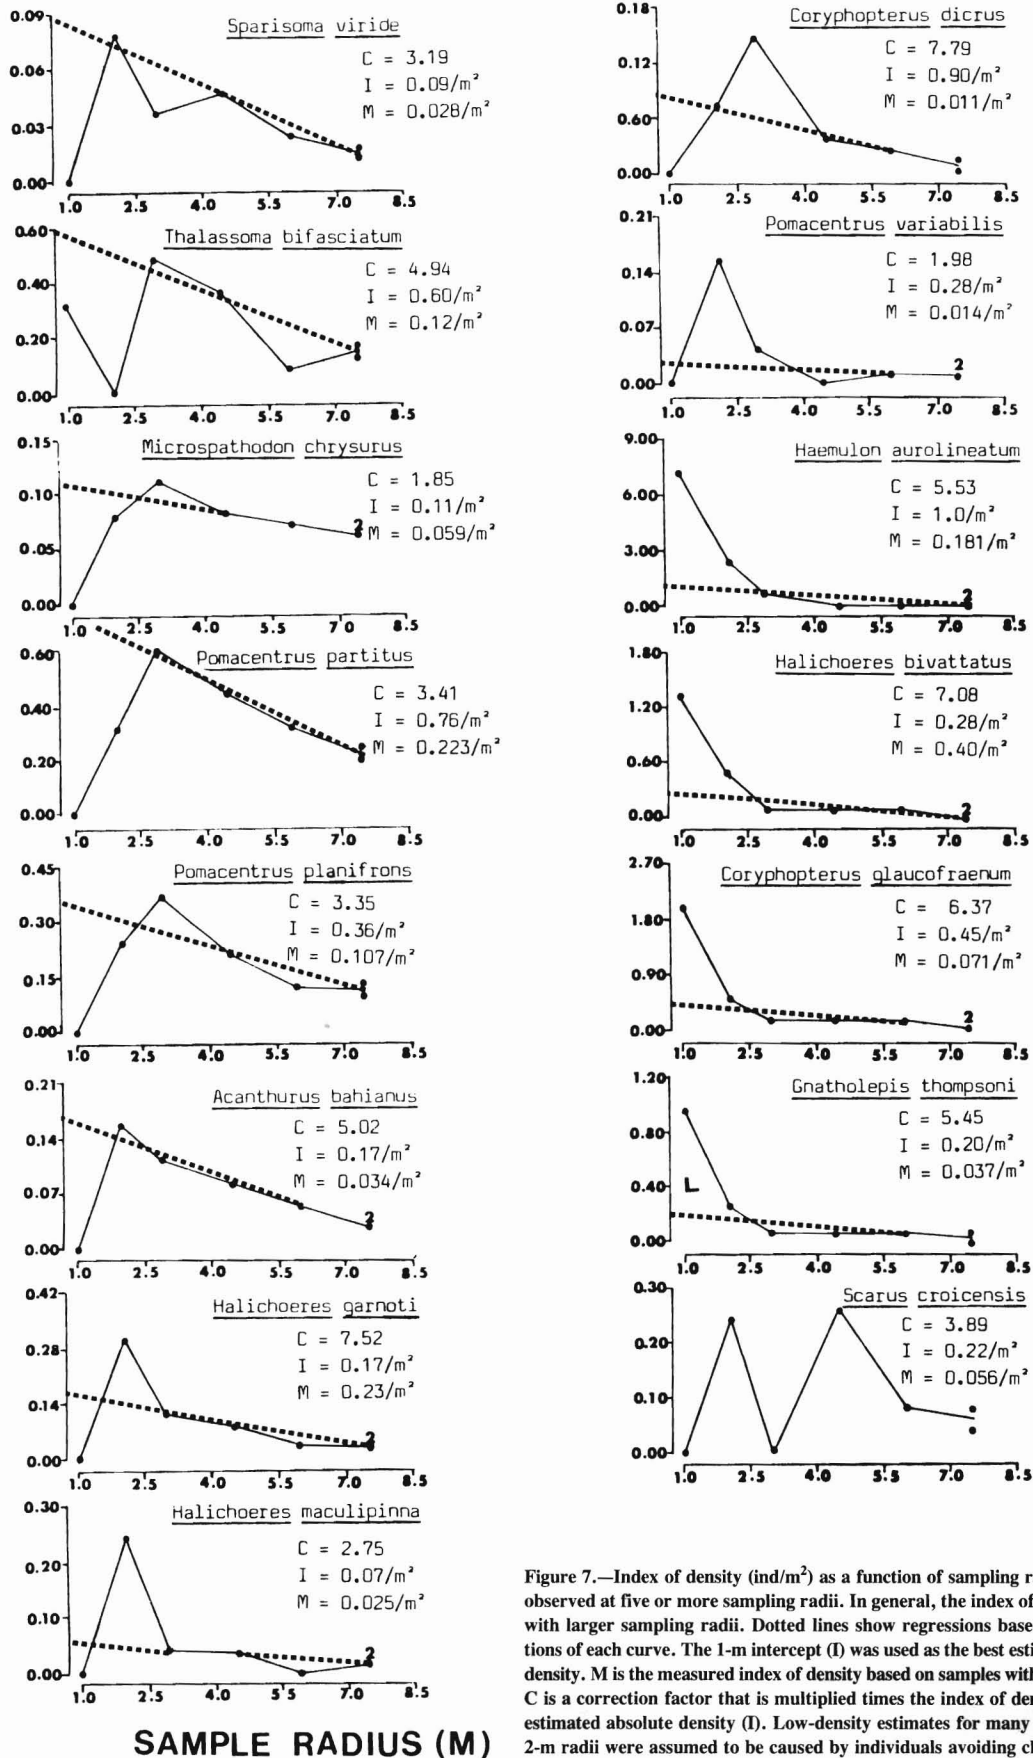 Sparisoma viride
C = 3.19
I = 0.09/m²
M = 0.028/m²
0.09
0.06
0.03
0.00
1.0 2.5 4.0 5.5 7.0 8.5
Thalassoma bifasciatum
C = 4.94
I = 0.60/m²
M = 0.12/m²
0.60
0.40
0.20
0.00
1.0 2.5 4.0 5.5 7.0 8.5
Microspathodon chrysurus
C = 1.85
I = 0.11/m²
M = 0.059/m²
0.15
0.10
0.05
0.00
2
1.0 2.5 4.0 5.5 7.0 8.5
Pomacentrus partitus
C = 3.41
I = 0.76/m²
M = 0.223/m²
0.60
0.40
0.20
0.00
1.0 2.5 4.0 5.5 7.0 8.5
Pomacentrus planifrons
C = 3.35
I = 0.36/m²
M = 0.107/m²
0.45
0.30
0.15
0.00
1.0 2.5 4.0 5.5 7.0 8.5
Acanthurus bahianus
C = 5.02
I = 0.17/m²
M = 0.034/m²
0.21
0.14
0.07
0.00
2
1.0 2.5 4.0 5.5 7.0 8.5
Halichoeres garnoti
C = 7.52
I = 0.17/m²
M = 0.23/m²
0.42
0.28
0.14
0.00
2
1.0 2.5 4.0 5.5 7.0 8.5
Halichoeres maculipinna
C = 2.75
I = 0.07/m²
M = 0.025/m²
0.30
0.20
0.10
0.00
2
SAMPLE RADIUS (M)
Coryphopterus dicrus
C = 7.79
I = 0.90/m²
M = 0.011/m²
0.18
0.12
0.60
0.00
1.0 2.5 4.0 5.5 7.0 8.5
Pomacentrus variabilis
C = 1.98
I = 0.28/m²
M = 0.014/m²
0.21
0.14
0.07
0.00
2
1.0 2.5 4.0 5.5 7.0 8.5
Haemulon aurolineatum
C = 5.53
I = 1.0/m²
M = 0.181/m²
9.00
6.00
3.00
0.00
2
1.0 2.5 4.0 5.5 7.0 8.5
Halichoeres bivattatus
C = 7.08
I = 0.28/m²
M = 0.40/m²
1.80
1.20
0.60
0.00
2
1.0 2.5 4.0 5.5 7.0 8.5
Coryphopterus glaucofraenum
C = 6.37
I = 0.45/m²
M = 0.071/m²
2.70
1.80
0.90
0.00
2
1.0 2.5 4.0 5.5 7.0 8.5
Gnatholepis thompsoni
C = 5.45
I = 0.20/m²
M = 0.037/m²
1.20
0.80
0.40
0.00
L
1.0 2.5 4.0 5.5 7.0 8.5
Scarus croicensis
C = 3.89
I = 0.22/m²
M = 0.056/m²
0.30
0.20
0.10
0.00
1.0 2.5 4.0 5.5 7.0 8.5
Figure 7.—Index of density (ind/m²) as a function of sampling r
observed at five or more sampling radii. In general, the index of
with larger sampling radii. Dotted lines show regressions base
tions of each curve. The 1-m intercept (I) was used as the best esti
density. M is the measured index of density based on samples with
C is a correction factor that is multiplied times the index of der
estimated absolute density (I). Low-density estimates for many
2-m radii were assumed to be caused by individuals avoiding